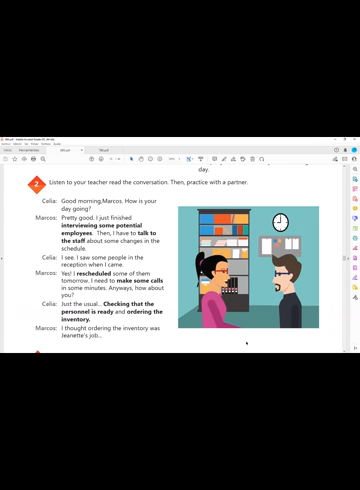 day.
2. Listen to your teacher read the conversation. Then, practice with a partner.
Celia: Good morning,Marcos. How is your
day going?
Marcos: Pretty good. I just finished
interviewing some potential
employees. Then, I have to talk to
the staff about some changes in the
schedule.
Celia: I see. I saw some people in the
reception when I came.
Marcos: Yes! I rescheduled some of them
tomorrow. I need to make some calls
in some minutes. Anyways, how about
you?
Celia: Just the usual... Checking that the
personnel is ready and ordering the
inventory.
Marcos: I thought ordering the inventory was
Jeanette's job...